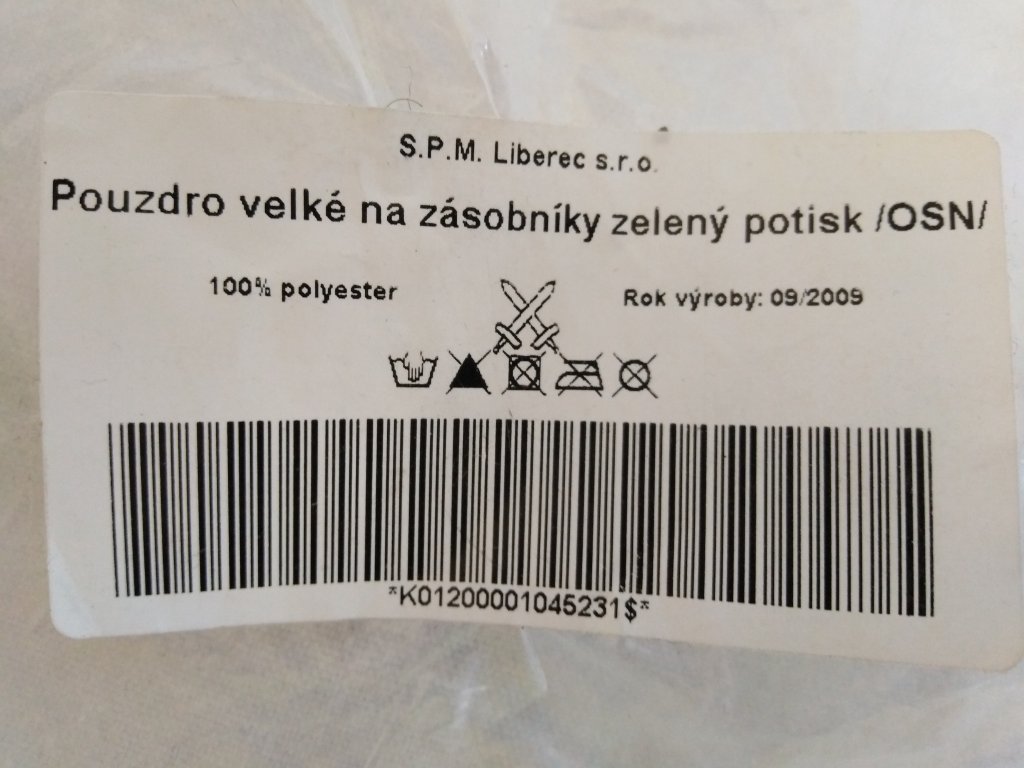 S.P.M. Liberec s.r.o.
Pouzdro velké na zásobníky zelený potisk /OSN/
100% polyester
Rok výroby: 09/2009
*K01200001045231$*